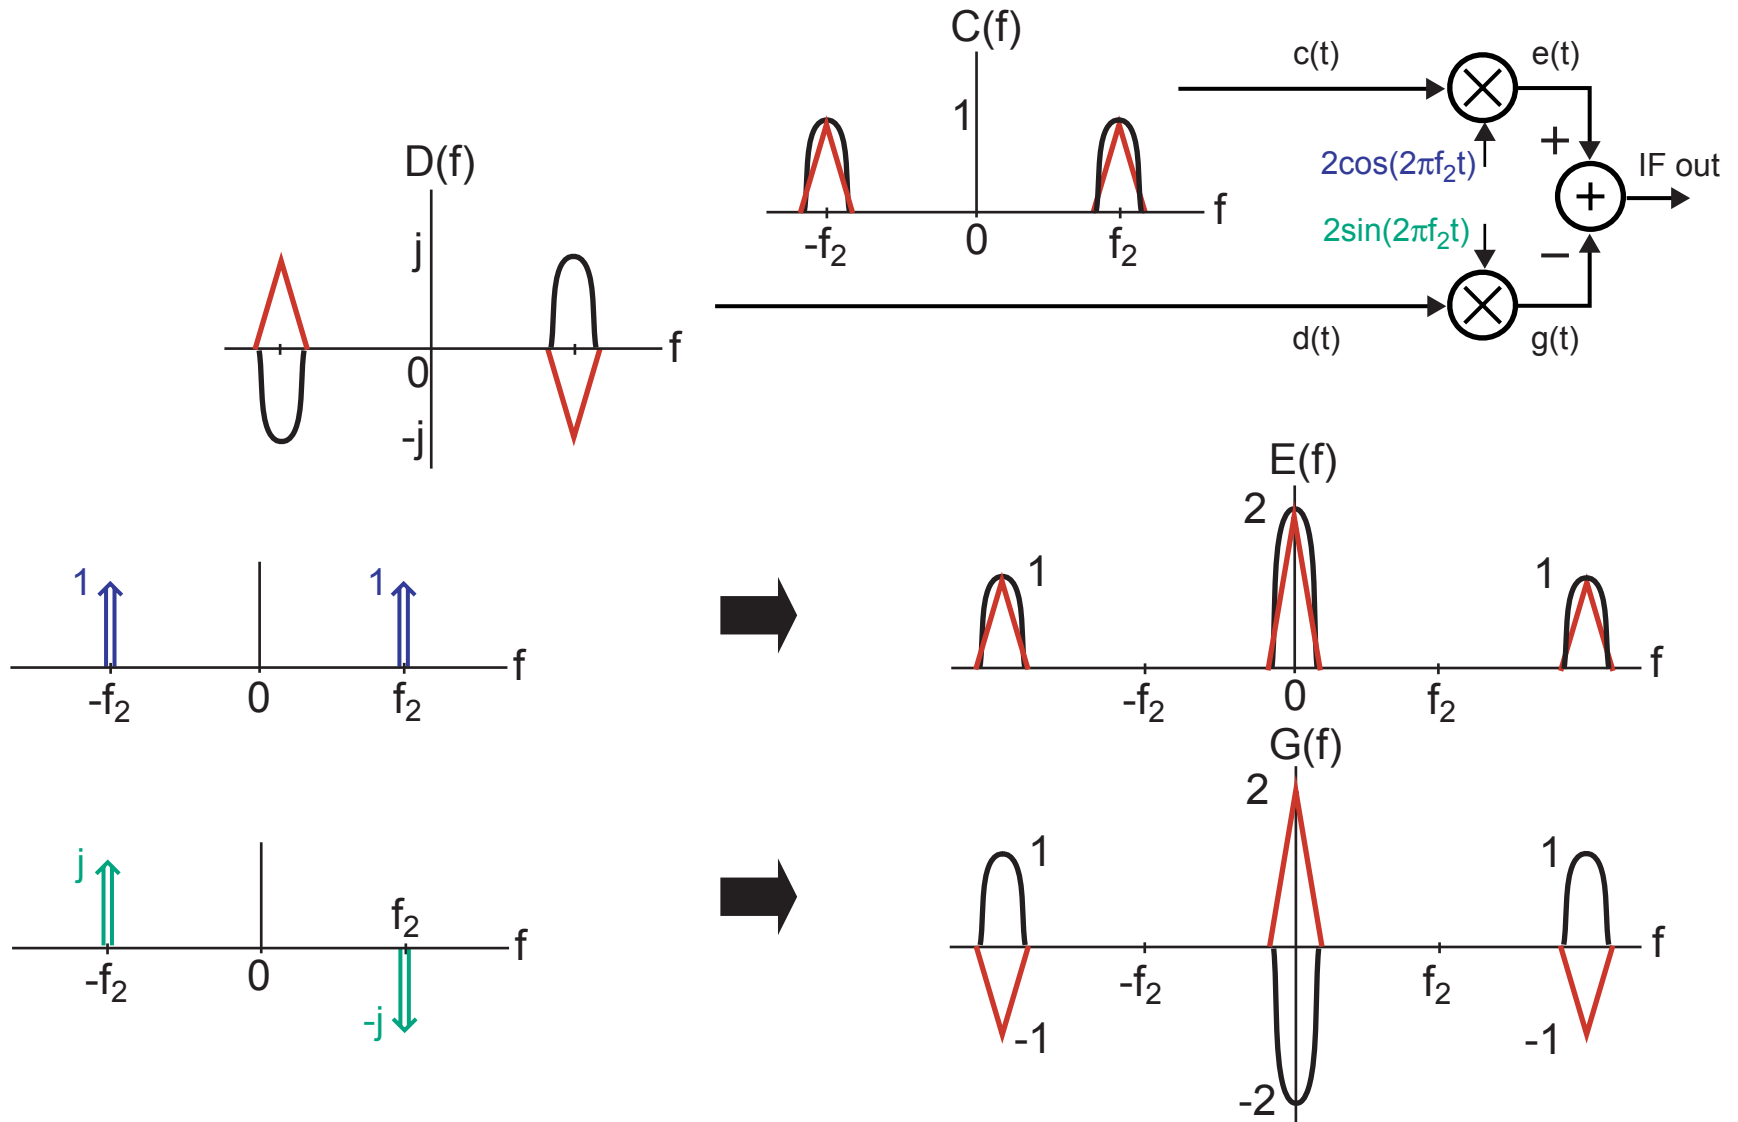 C(f)
1
-f2
0
f2
f
c(t)
e(t)
2cos(2πf2t)
+
IF out
2sin(2πf2t)
−
d(t)
g(t)
D(f)
j
0
f
-j
1
1
-f2
0
f2
f
E(f)
2
1
1
-f2
0
f2
f
j
f2
-f2
0
f
-j
G(f)
2
1
1
-f2
f2
f
-1
-1
-2